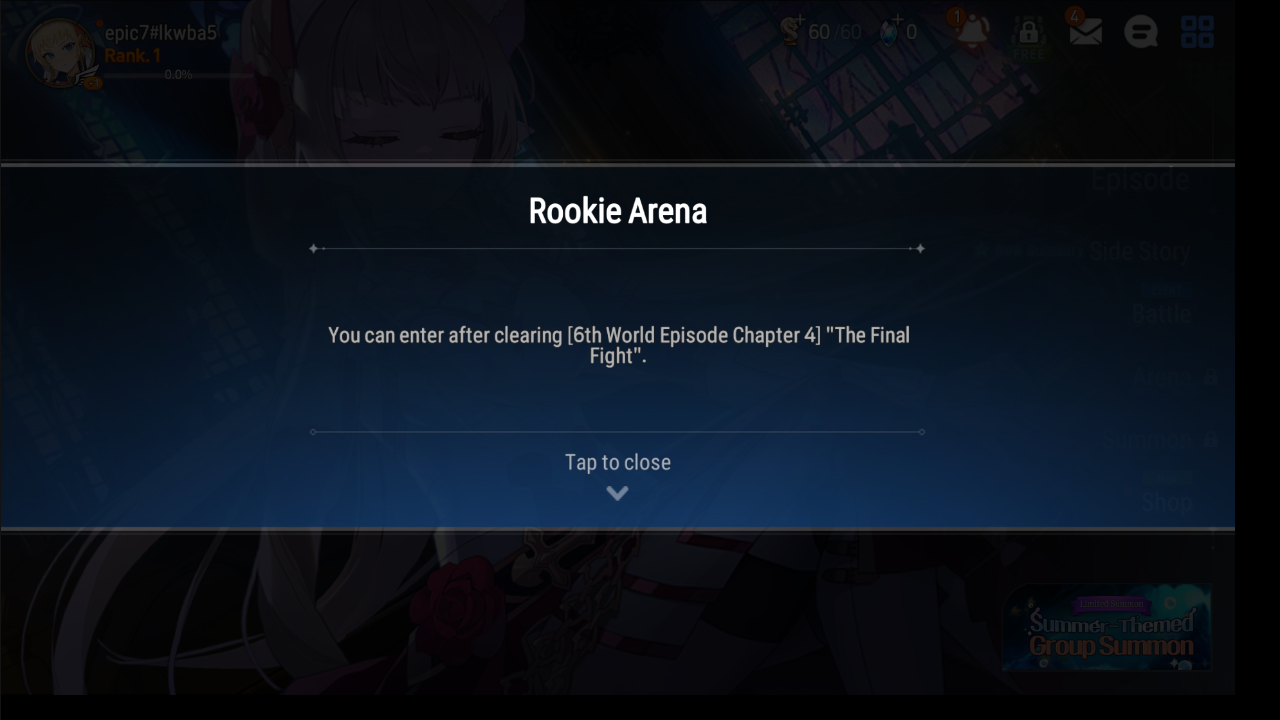 epic7#lkwba5
Rank. 1
0.0%
60 /60
0
1
FREE
4
Rookie Arena
You can enter after clearing [6th World Episode Chapter 4] "The Final
Fight".
Tap to close
Episode
Side Story
Battle
Arena
Summon
Shop
Summer-Themed
Group Summon